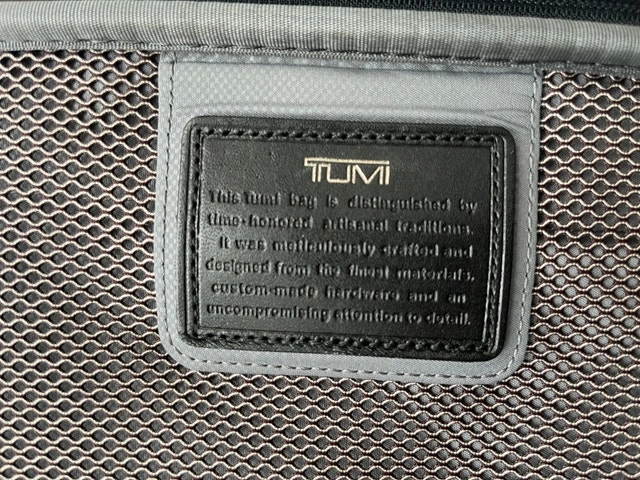 TUMI
This Tumi bag is distinguished by
time-honored artisanal traditions.
It was meticulously crafted and
designed from the finest materials,
custom-made hardware and an
uncompromising attention to detail.